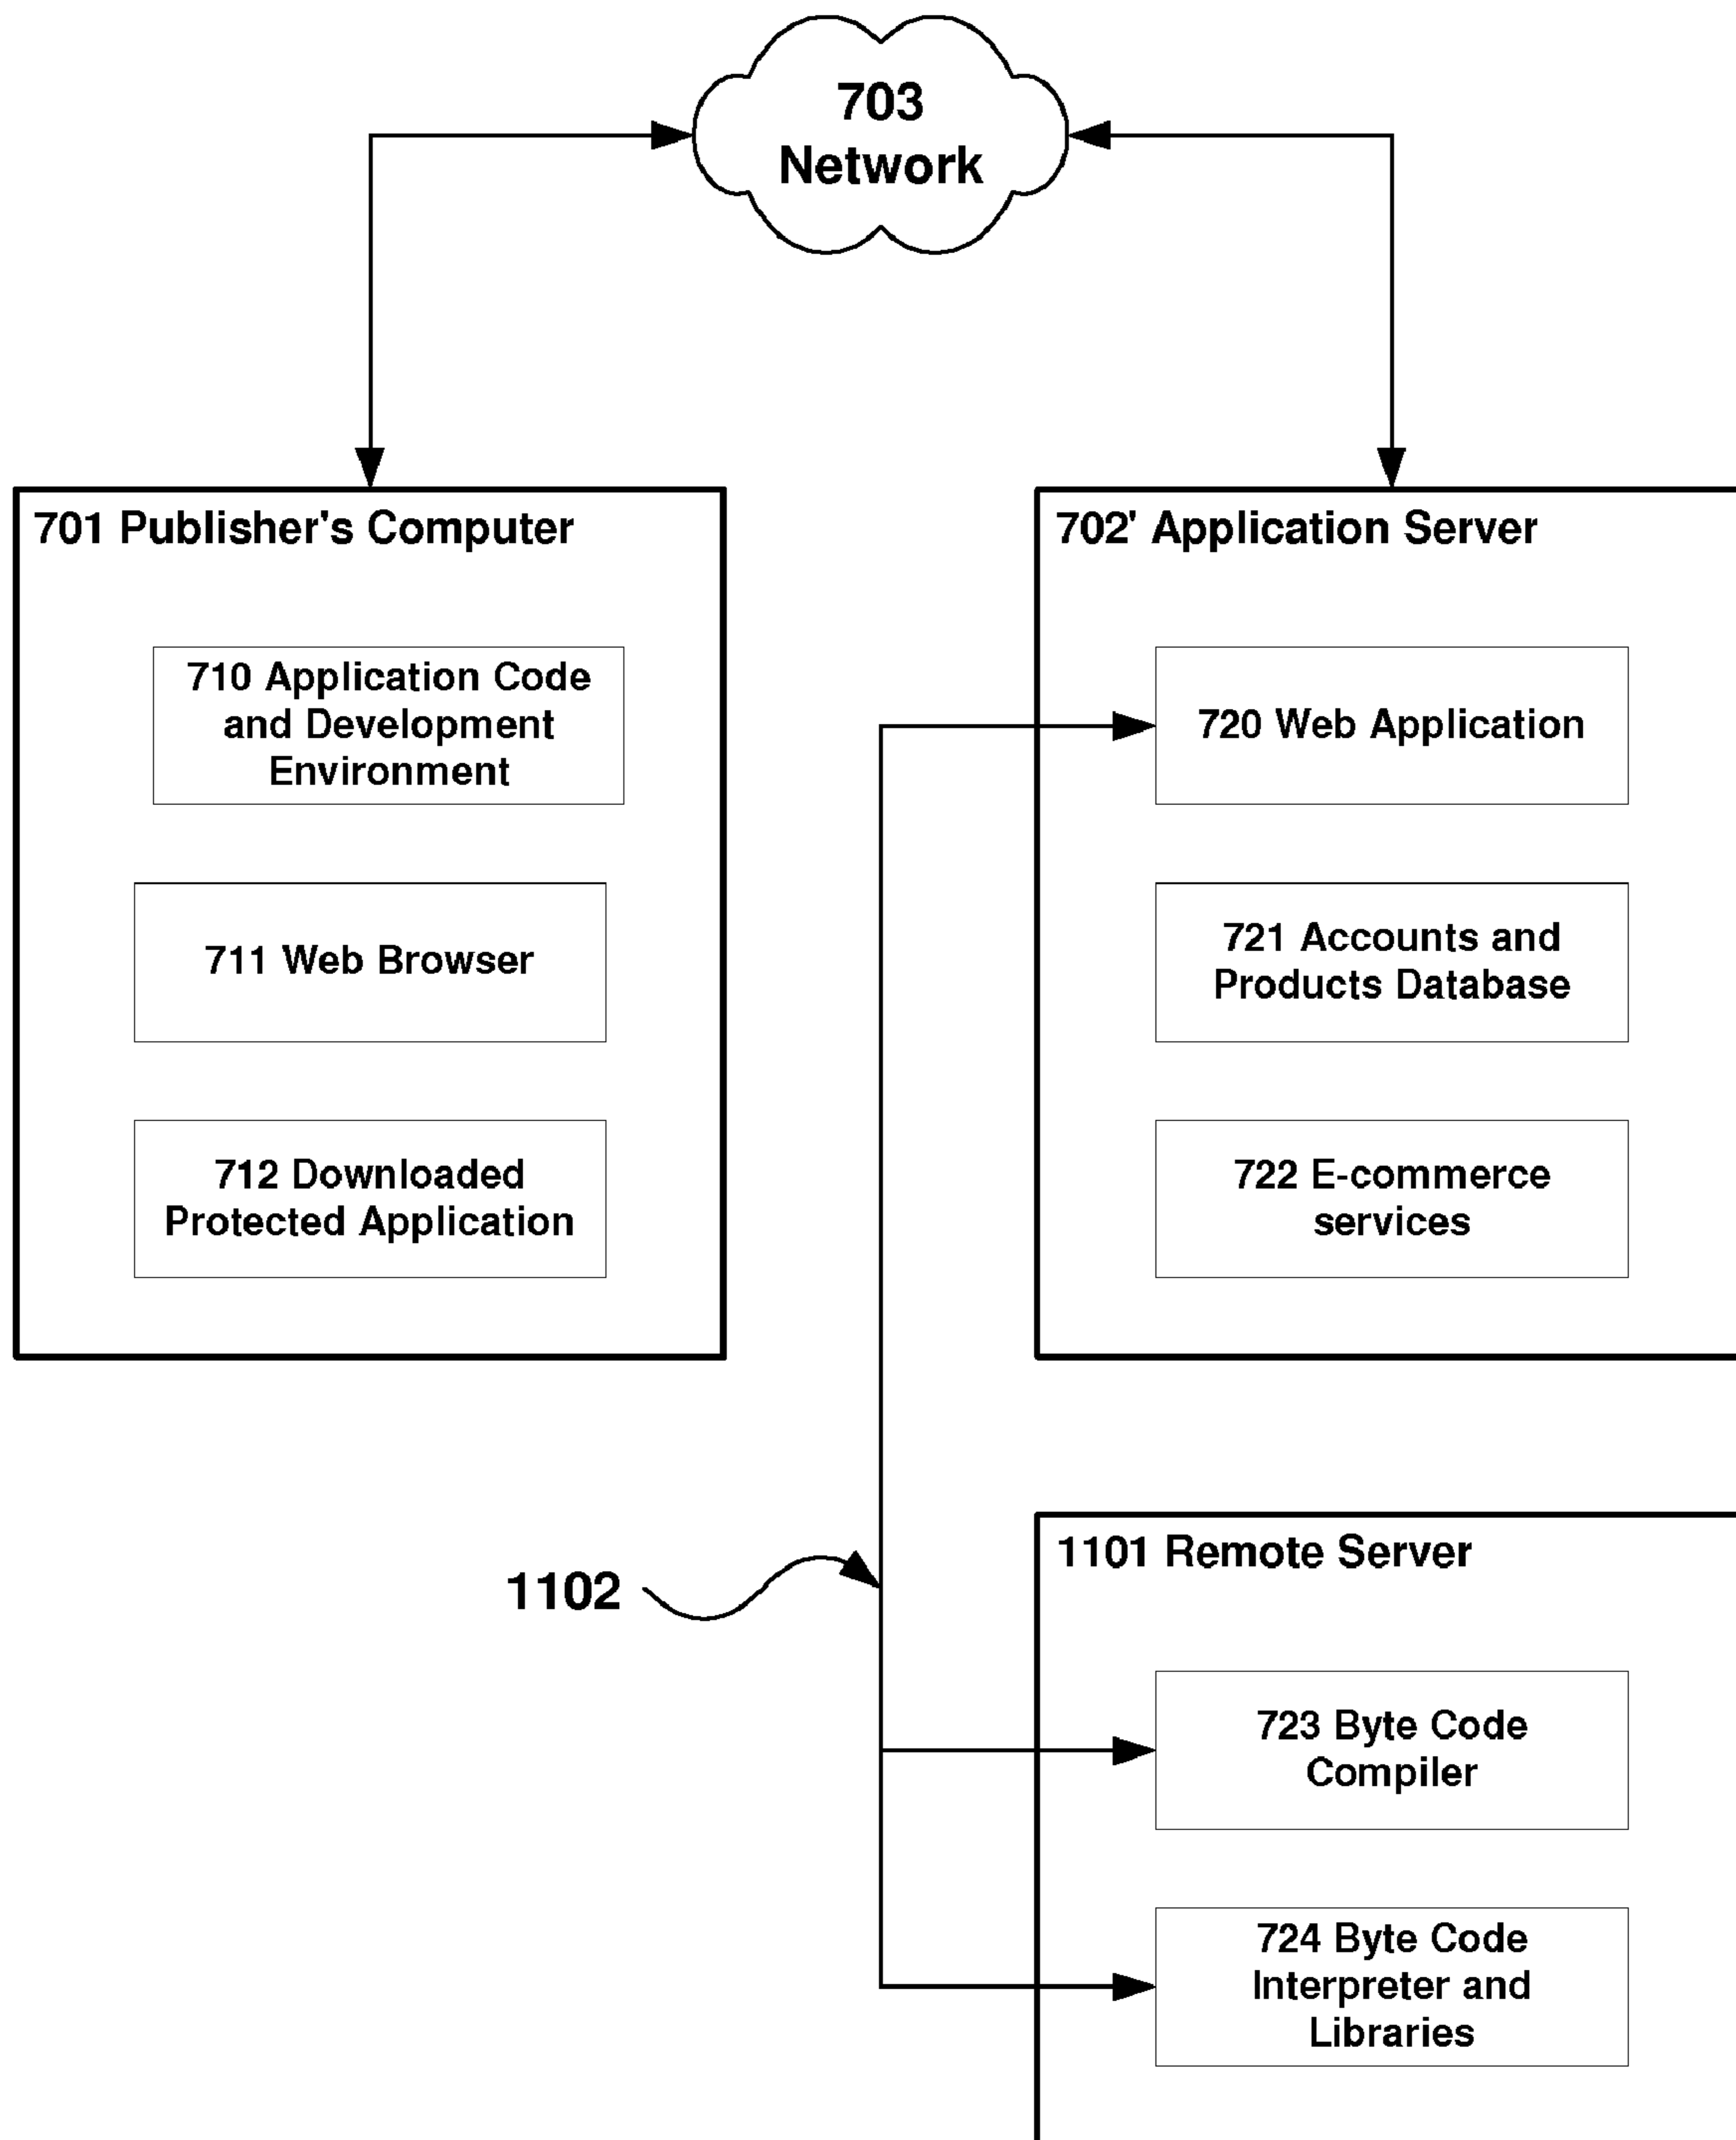 703
Network
701 Publisher's Computer
710 Application Code
and Development
Environment
711 Web Browser
712 Downloaded
Protected Application
702' Application Server
720 Web Application
721 Accounts and
Products Database
722 E-commerce
services
1102
1101 Remote Server
723 Byte Code
Compiler
724 Byte Code
Interpreter and
Libraries